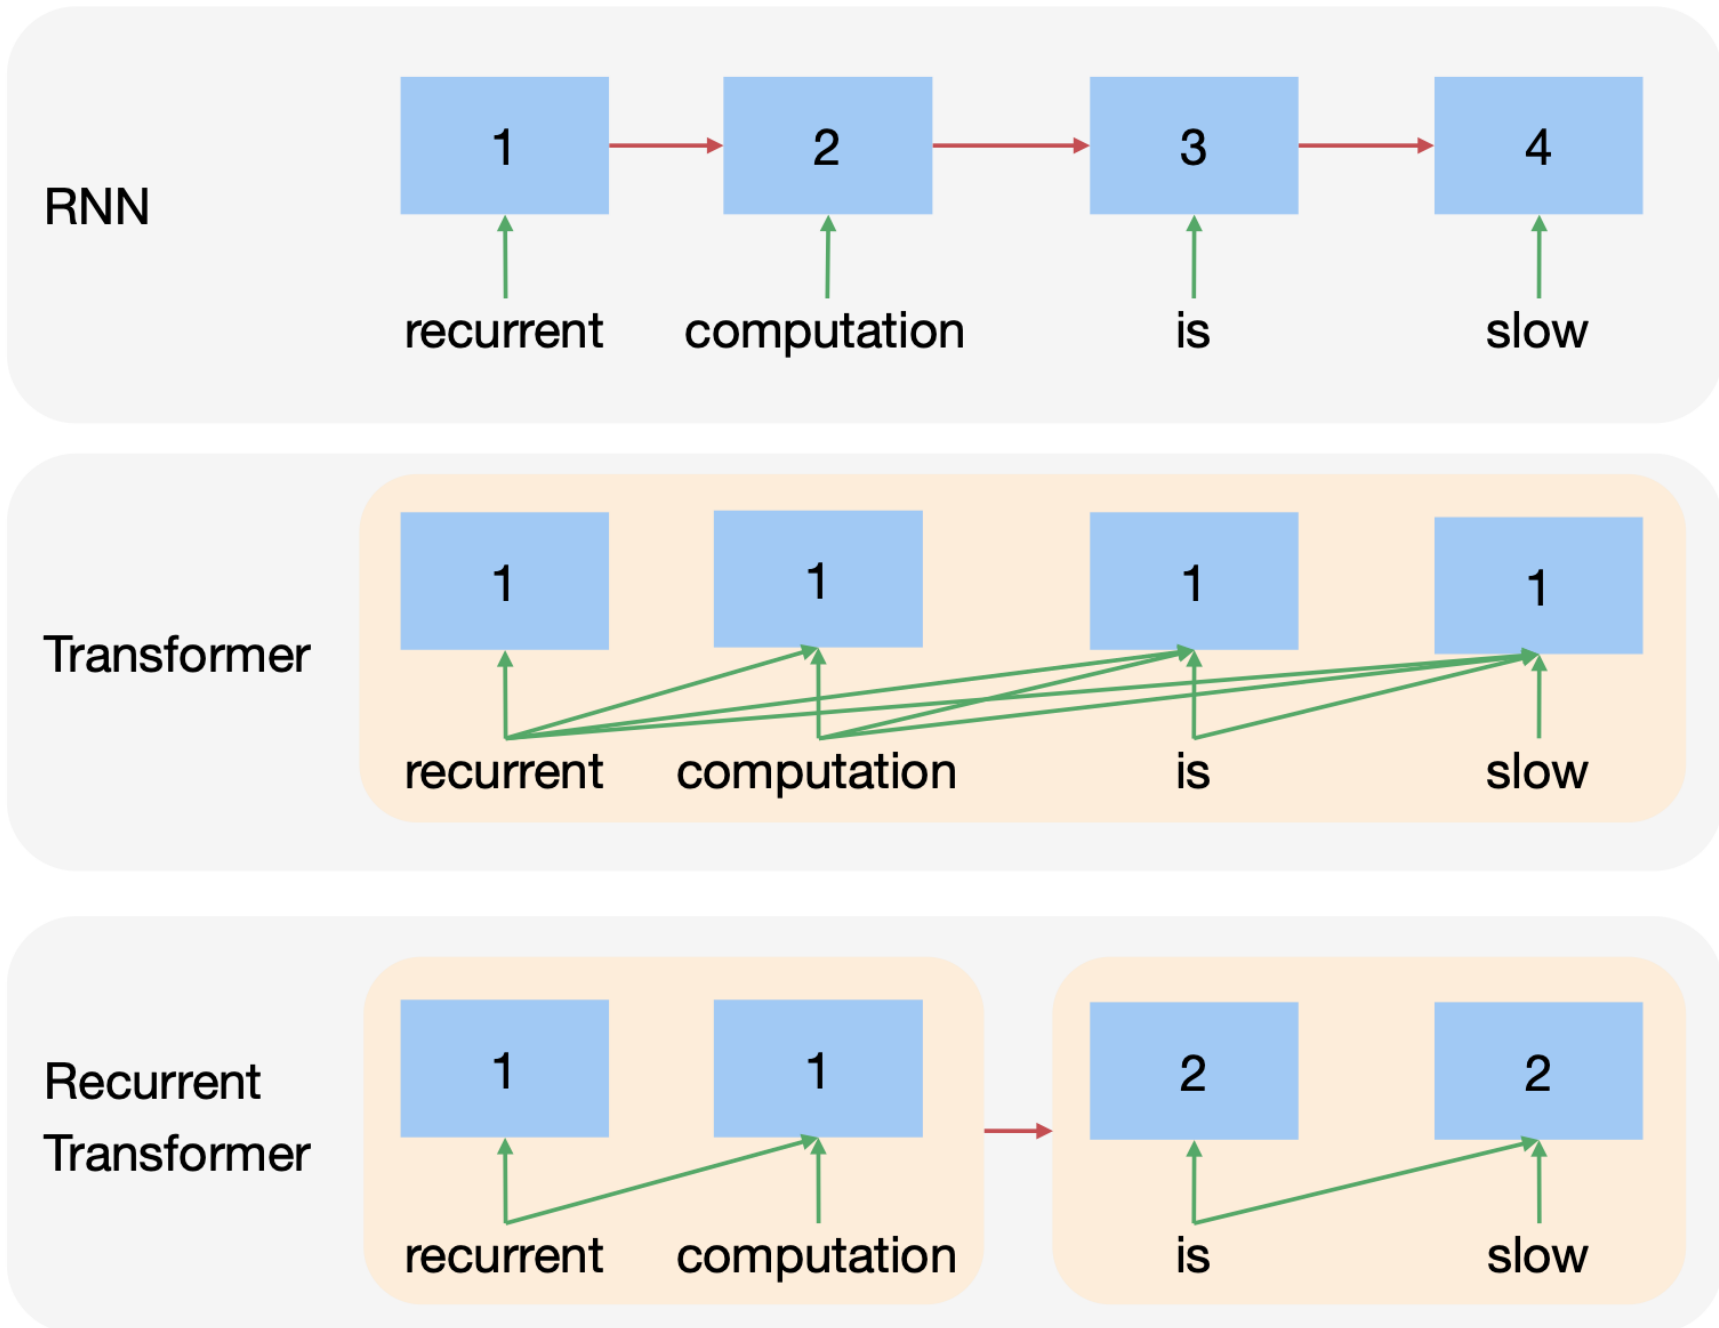 RNN
1 2 3 4
recurrent computation is slow
Transformer
1 1 1 1
recurrent computation is slow
Recurrent
Transformer
1 1 2 2
recurrent computation is slow